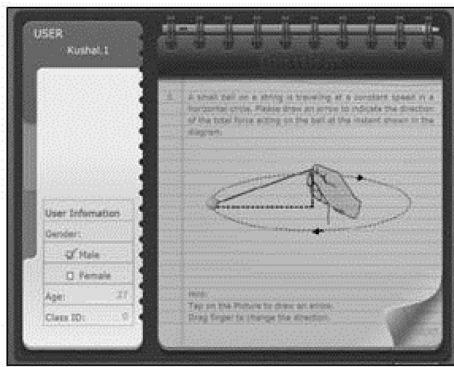 USER
Kushal.1
User Infomation
Gender:
Male
Female
Age: 27
Class ID: 0
5. A small ball on a string is traveling at a constant speed in a
horizontal circle. Please draw an arrow to indicate the direction
of the total force acting on the ball at the instant shown in the
diagram.
Hint:
Tap on the Picture to draw an arrow.
Drag finger to change the direction.